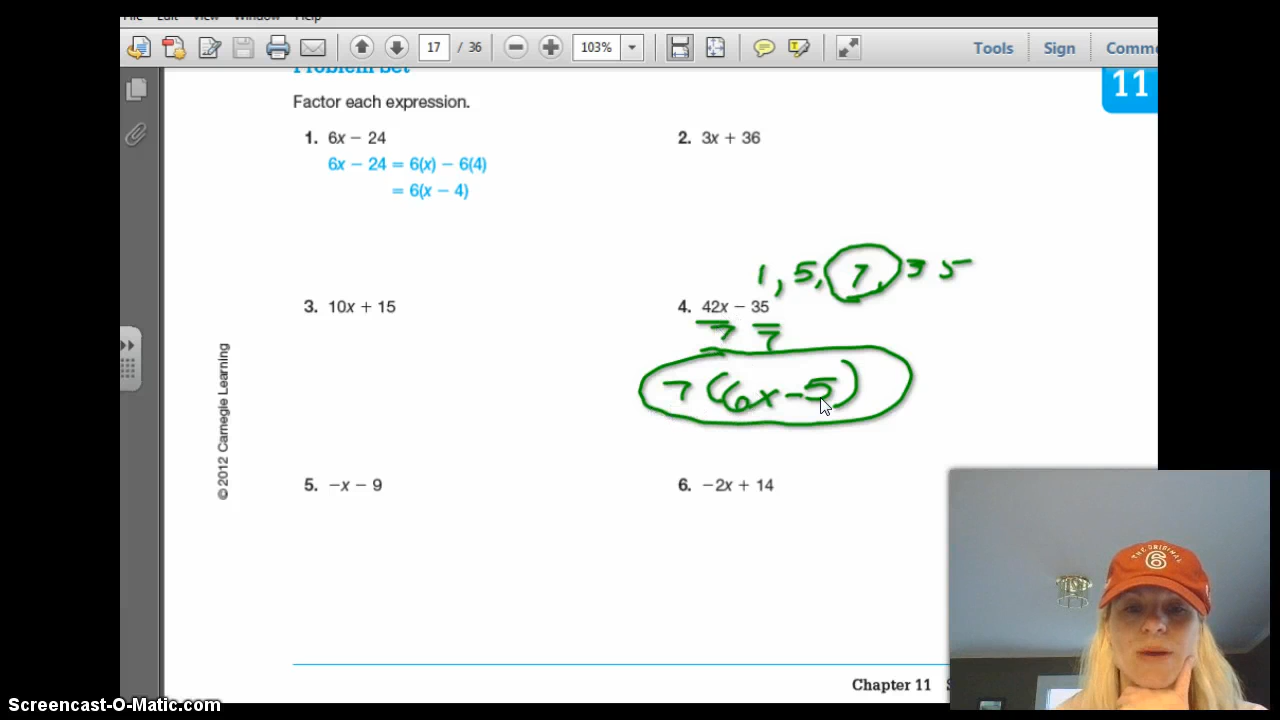 File Edit View Window Help
17 / 36 103% Tools Sign Comme
Problem Set
11
Factor each expression.
1. 6x − 24
6x − 24 = 6(x) − 6(4)
= 6(x − 4)
2. 3x + 36
1, 5, 7, 35
3. 10x + 15
4. 42x − 35
7 7
7(6x-5)
© 2012 Carnegie Learning
5. −x − 9
6. −2x + 14
THE ORIGINAL
6
Chapter 11 S
Screencast-O-Matic.com